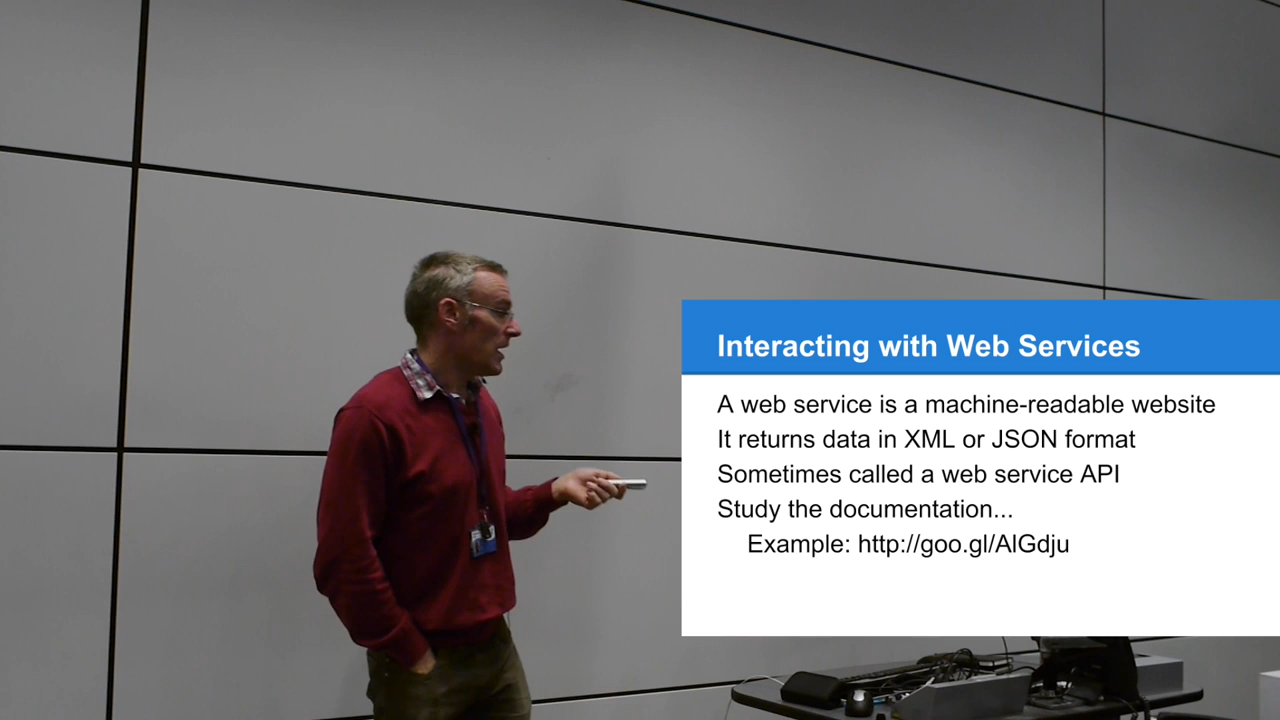 Interacting with Web Services
A web service is a machine-readable website
It returns data in XML or JSON format
Sometimes called a web service API
Study the documentation...
Example: http://goo.gl/AlGdju